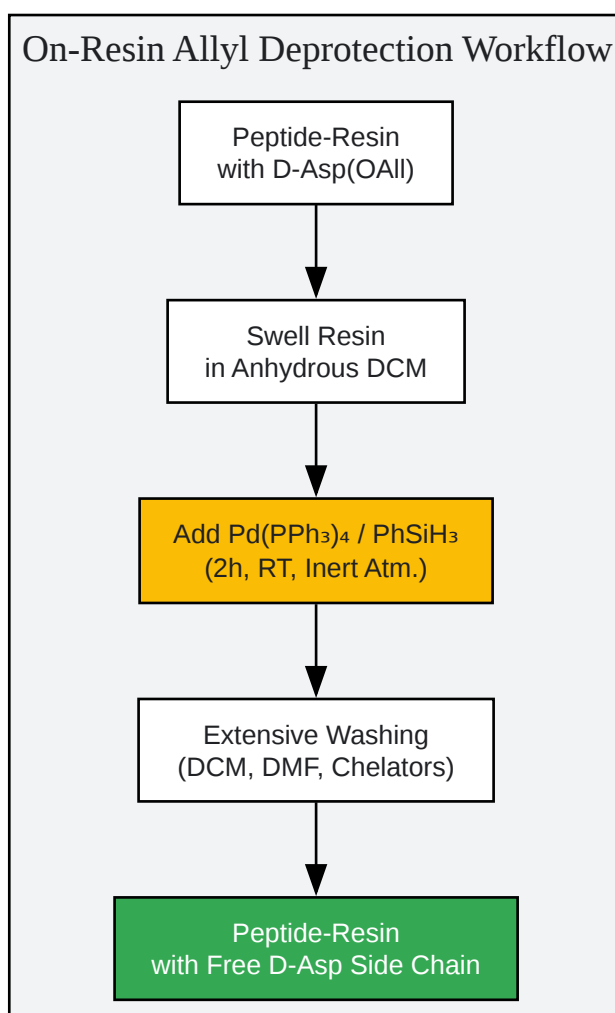 On-Resin Allyl Deprotection Workflow
Peptide-Resin
with D-Asp(OAll)
Swell Resin
in Anhydrous DCM
Add Pd(PPh₃)₄ / PhSiH₃
(2h, RT, Inert Atm.)
Extensive Washing
(DCM, DMF, Chelators)
Peptide-Resin
with Free D-Asp Side Chain